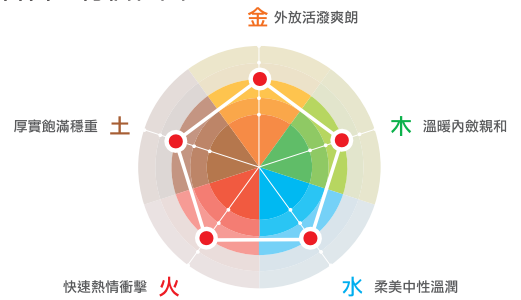 金 外放活潑爽朗
厚實飽滿穩重 土
木 溫暖內斂親和
快速熱情衝擊 火
水 柔美中性溫潤